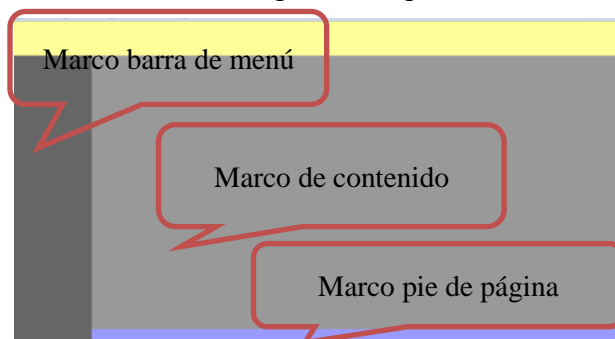 Marco barra de menú
Marco de contenido
Marco pie de página